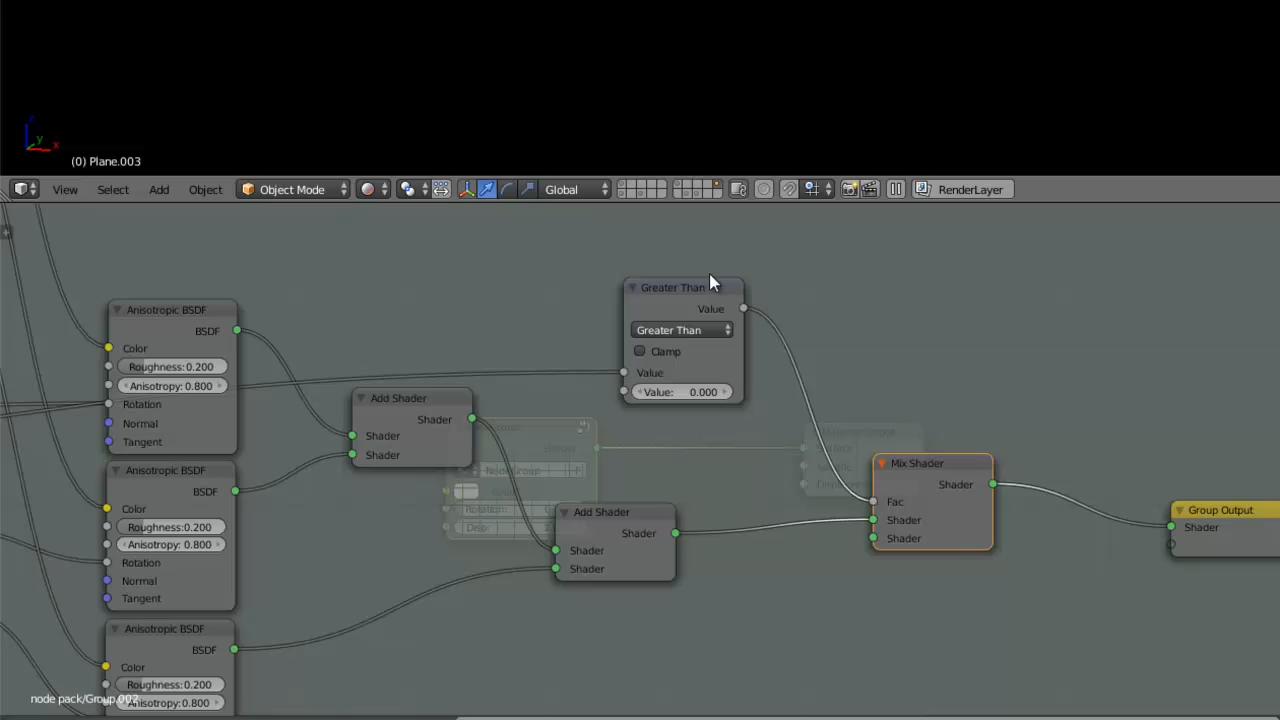 z
y
x
(0) Plane.003
View Select Add Object Object Mode Global RenderLayer
Greater Than
Value
Greater Than
Clamp
Value
Value: 0.000
Anisotropic BSDF
BSDF
Color
Roughness:0.200
Anisotropy: 0.800
Rotation
Normal
Tangent
Add Shader
Shader
Shader
Shader
NodeGroup
Rotation:
Disp
Anisotropic BSDF
BSDF
Color
Roughness:0.200
Anisotropy: 0.800
Rotation
Normal
Tangent
Add Shader
Shader
Shader
Shader
Mix Shader
Shader
Fac
Shader
Shader
Group Output
Shader
Anisotropic BSDF
BSDF
Color
Roughness:0.200
Anisotropy: 0.800
node pack/Group.002